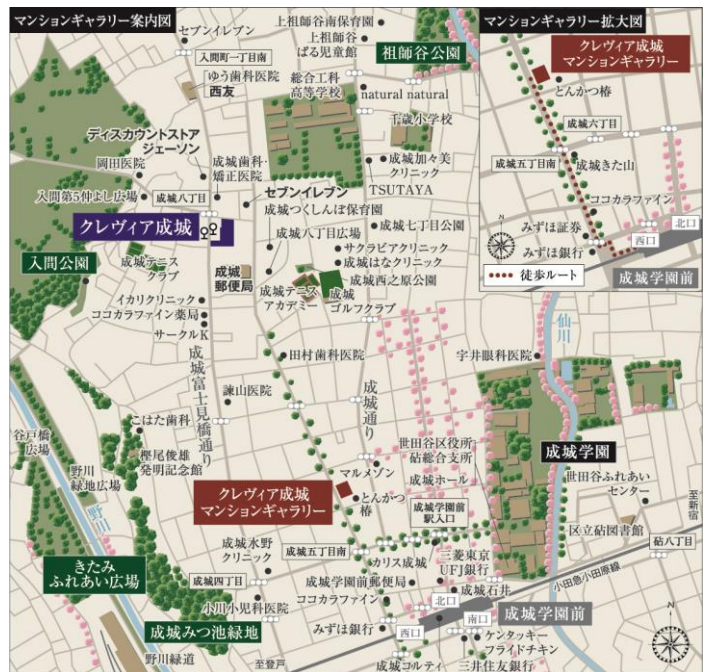 マンションギャラリー案内図
セブンイレブン
入間町一丁目南
ゆう歯科医院
西友
上祖師谷南保育園
上祖師谷
ぱる児童館
祖師谷公園
総合工科
高等学校
natural natural
千歳小学校
ディスカウントストア
ジェーソン
岡田医院
成城歯科・
矯正医院
成城加々美
クリニック
TSUTAYA
入間第5仲よし広場
成城八丁目
セブンイレブン
成城つくしんぼ保育園
クレヴィア成城
成城八丁目広場
成城七丁目公園
サクラビアクリニック
成城はなクリニック
入間公園
成城テニス
クラブ
成城
郵便局
成城西之原公園
成城テニス
アカデミー
成城
ゴルフクラブ
イカリクリニック
ココカラファイン薬局
サークルK
成城富士見橋通り
田村歯科医院
成城通り
宇井眼科医院
仙川
諫山医院
谷戸橋
広場
こはた歯科
樫尾俊雄
発明記念館
野川
緑地広場
野川
世田谷区役所
砧総合支所
成城ホール
成城学園
マルメゾン
クレヴィア成城
マンションギャラリー
とんかつ
椿
成城学園前
駅入口
世田谷ふれあい
センター
至新宿
区立砧図書館
砧八丁目
きたみ
ふれあい広場
成城水野
クリニック
成城五丁目南
カリス成城
三菱東京
UFJ銀行
小田急小田原線
成城四丁目
成城学園前郵便局
成城石井
小川小児科医院
ココカラファイン
北口
成城学園前
成城みつ池緑地
みずほ銀行
西口
南口
ケンタッキー
フライドチキン
野川緑道
至登戸
成城コルティ
三井住友銀行
N
マンションギャラリー拡大図
クレヴィア成城
マンションギャラリー
とんかつ椿
成城六丁目
成城五丁目南
成城きた山
ココカラファイン
みずほ証券
みずほ銀行
北口
西口
N
徒歩ルート
成城学園前